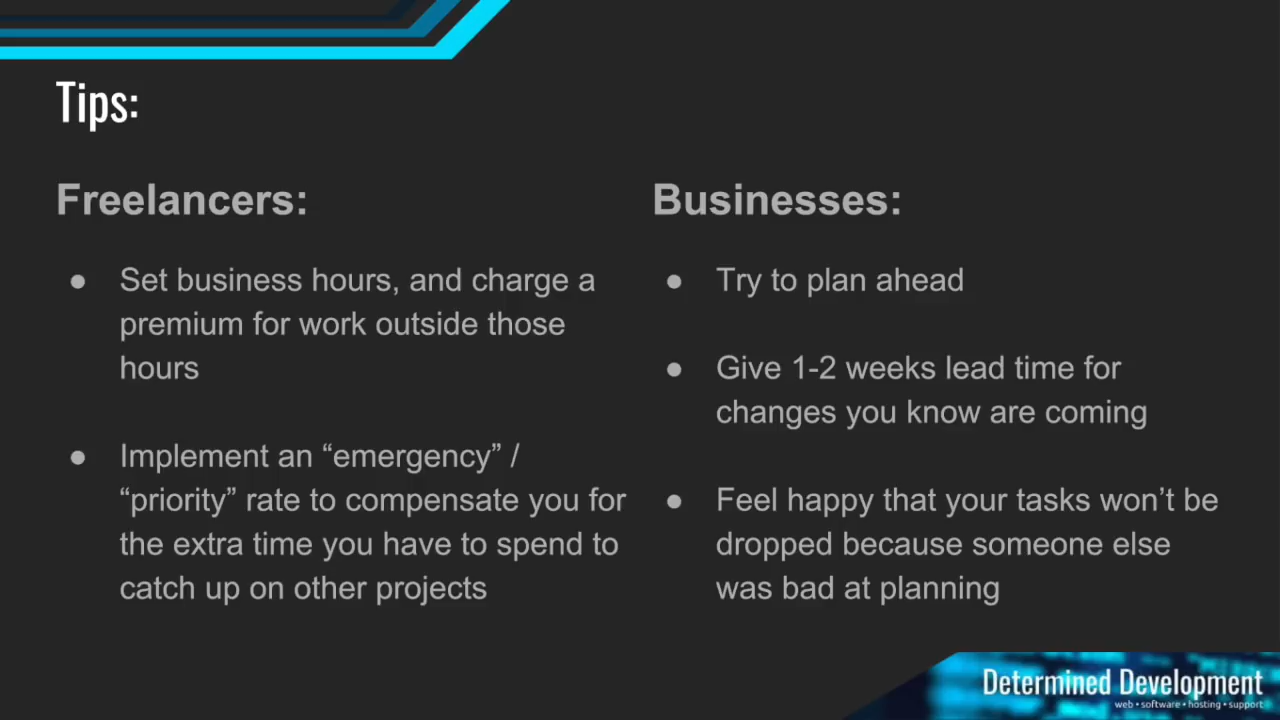 Tips:
Freelancers:
● Set business hours, and charge a
premium for work outside those
hours
● Implement an “emergency” /
“priority” rate to compensate you for
the extra time you have to spend to
catch up on other projects
Businesses:
● Try to plan ahead
● Give 1-2 weeks lead time for
changes you know are coming
● Feel happy that your tasks won’t be
dropped because someone else
was bad at planning
Determined Development
web • software • hosting • support